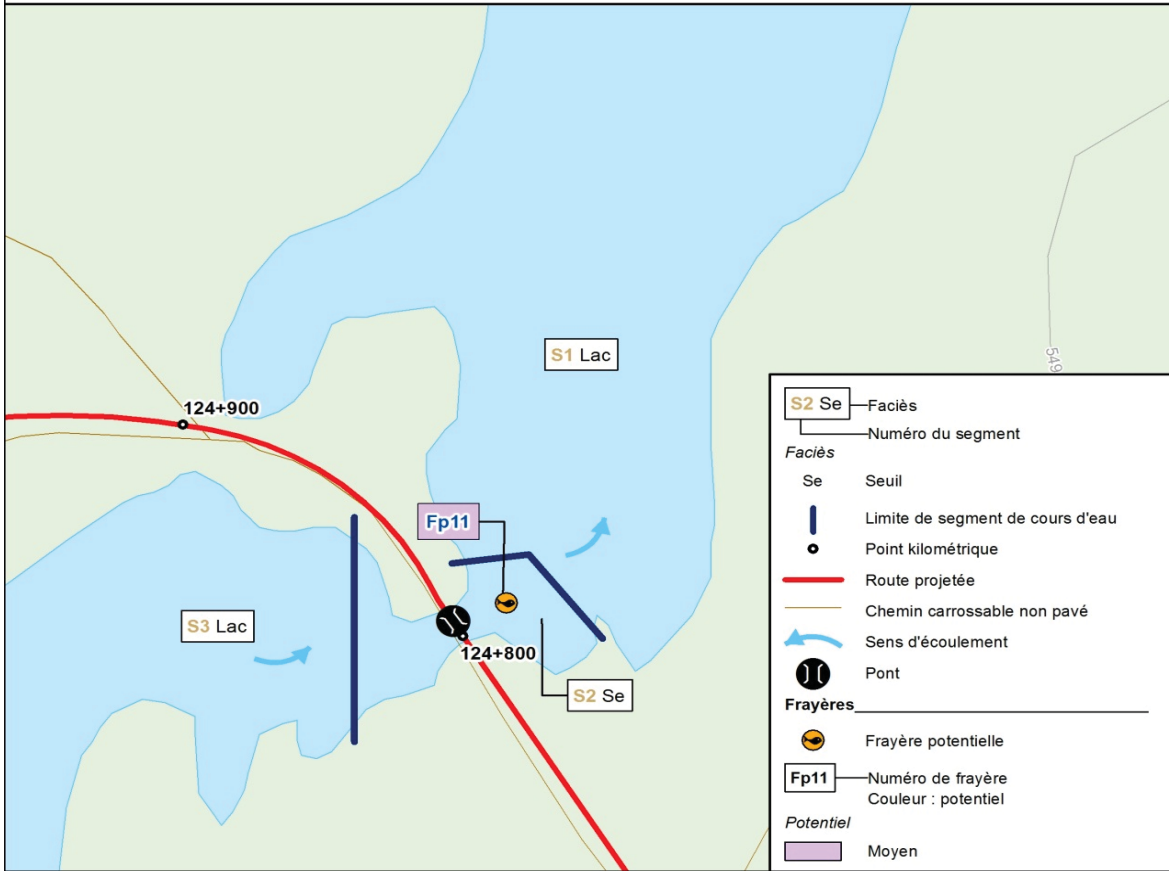 S1 Lac
549
124+900
Fp11
S3 Lac
124+800
S2 Se
S2 Se
Faciès
Numéro du segment
Faciès
Se Seuil
Limite de segment de cours d'eau
Point kilométrique
Route projetée
Chemin carrossable non pavé
Sens d'écoulement
Pont
Frayères
Frayère potentielle
Fp11
Numéro de frayère
Couleur : potentiel
Potentiel
Moyen